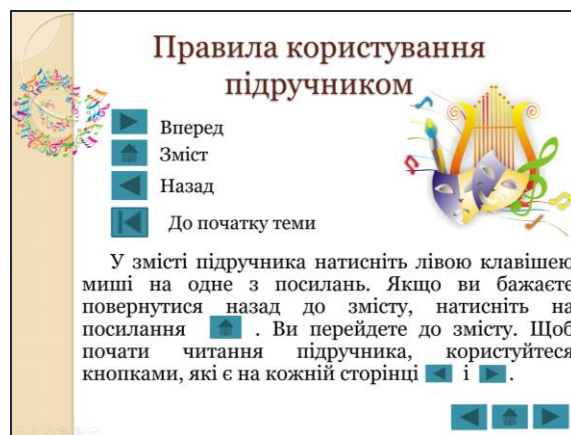 Правила користування
підручником
Вперед
Зміст
Назад
До початку теми
У змісті підручника натисніть лівою клавішею
миші на одне з посилань. Якщо ви бажаєте
повернутися назад до змісту, натисніть на
посилання . Ви перейдете до змісту. Щоб
почати читання підручника, користуйтеся
кнопками, які є на кожній сторінці і .